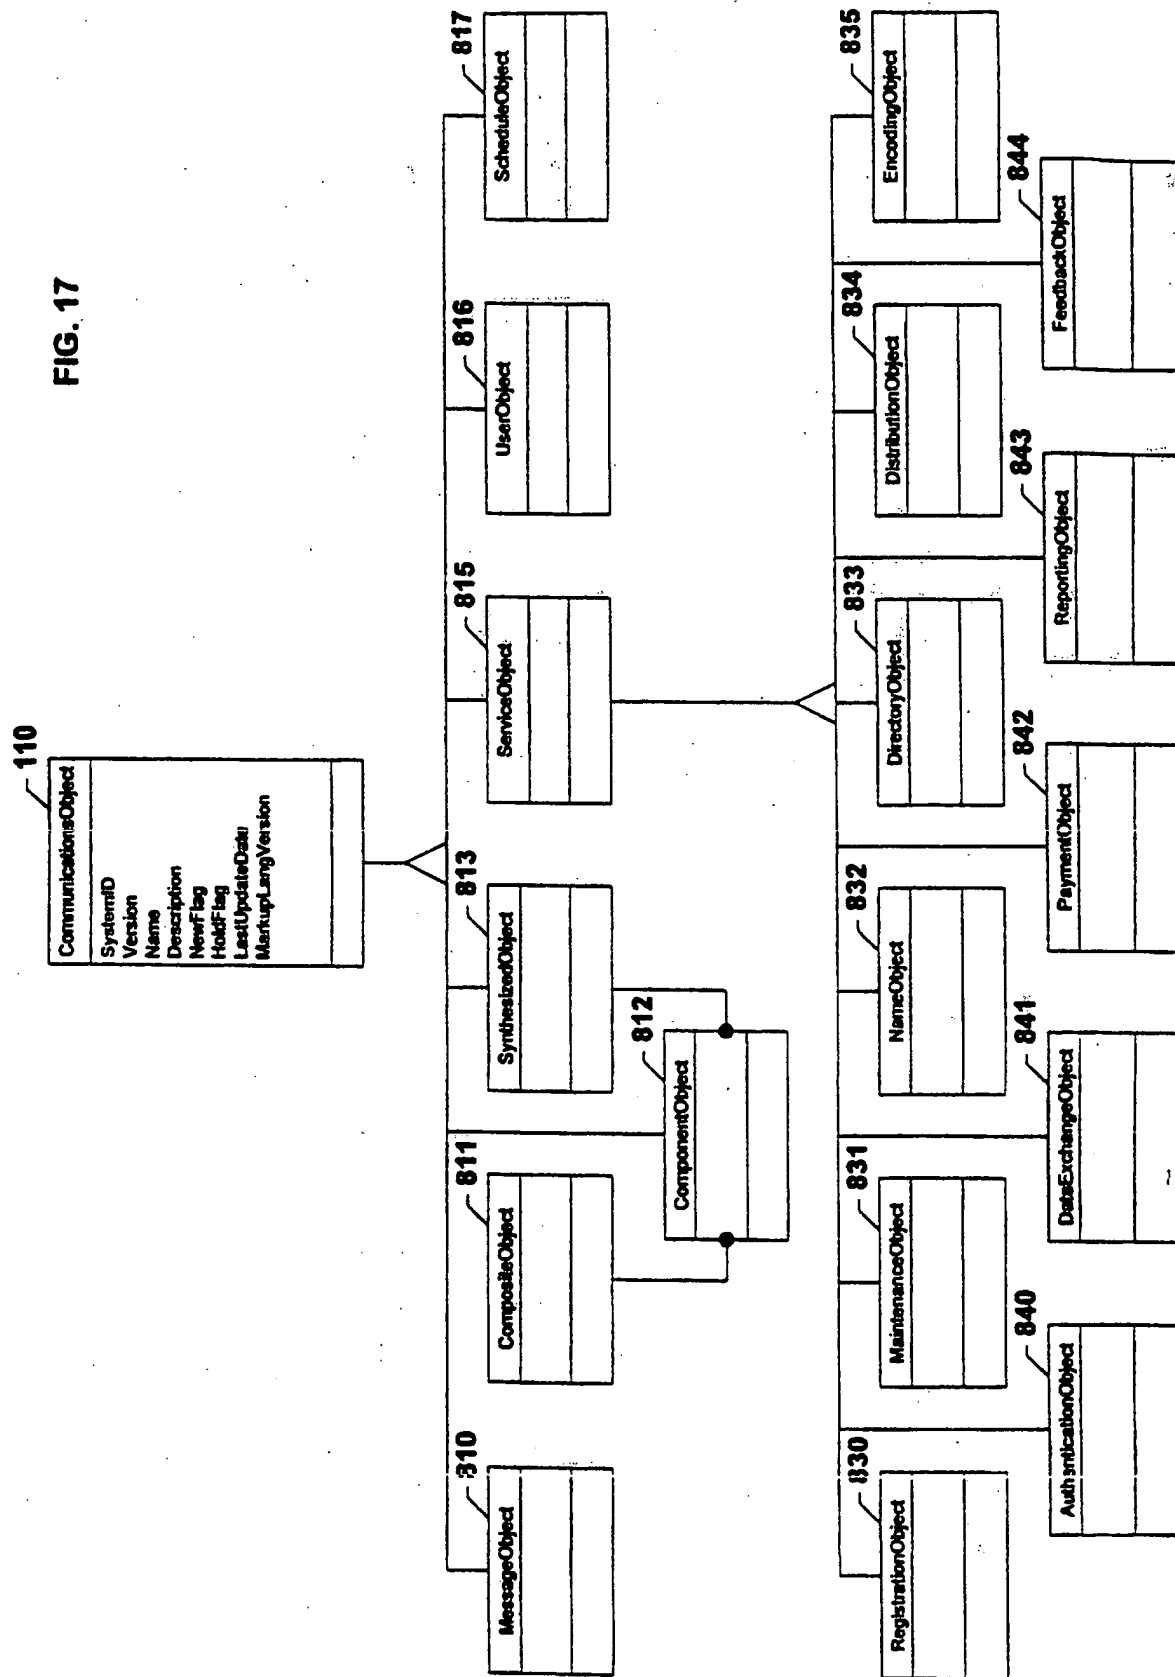 FIG. 17
110
CommunicationsObject
SystemID
Version
Name
Description
NewFlag
HoldFlag
LastUpdateDate
MarkupLangVersion
810
MessageObject
811
CompositeObject
812
ComponentObject
813
SynthesizedObject
815
ServiceObject
816
UserObject
817
ScheduleObject
830
RegistrationObject
831
MaintenanceObject
832
NameObject
833
DirectoryObject
834
DistributionObject
835
EncodingObject
840
AuthenticationObject
841
DataExchangeObject
842
PaymentObject
843
ReportingObject
844
FeedbackObject